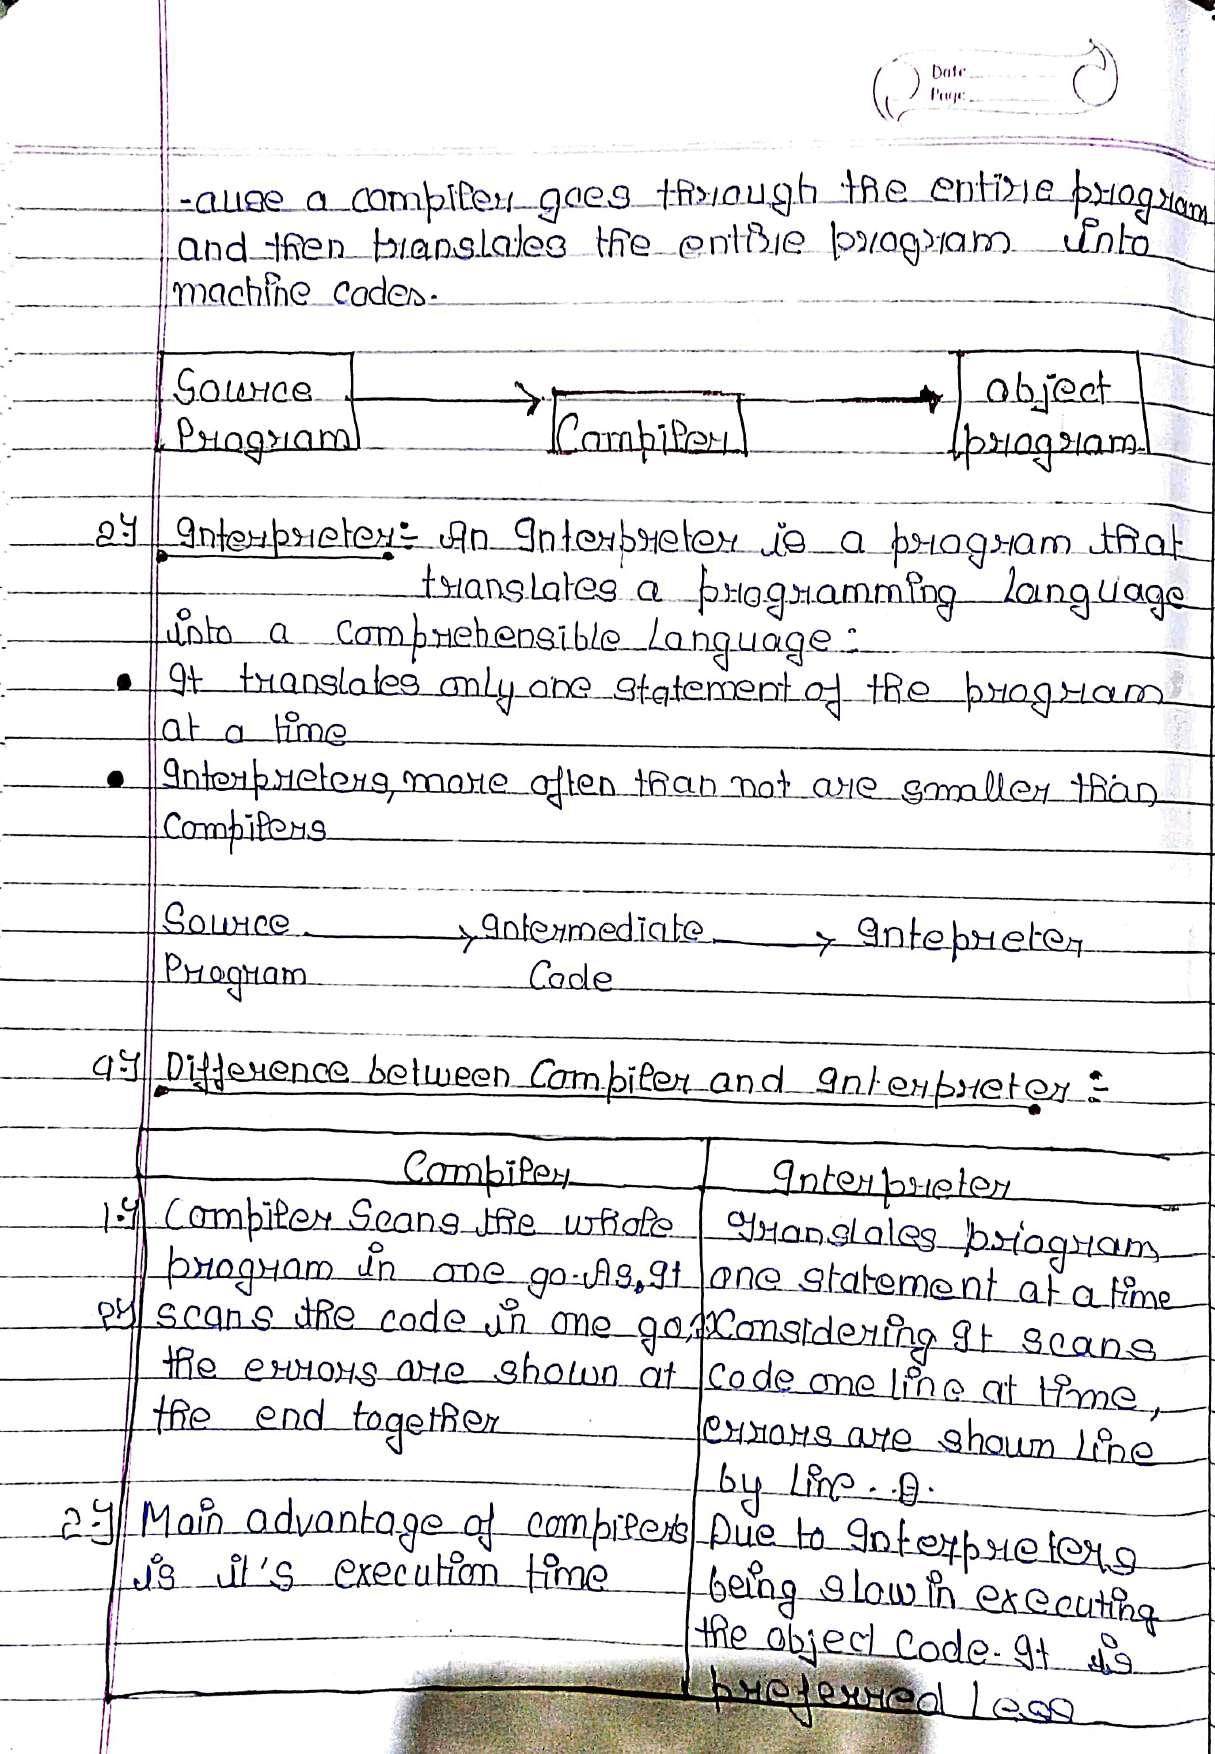 Date
Page
-ause a compiler goes through the entire program
and then translates the entire program into
machine codes.
Source Program
Compiler
object program
2) Interpreter:- An Interpreter is a program that
translates a programming language
into a comprehensible language:-
• It translates only one statement of the program
at a time
• Interpreters, more often than not are smaller than
Compilers
Source Program → Intermediate Code → Intepreter
Q) Difference between Compiler and Interpreter:-
Compiler
1.) Compiler Scans the whole
program in one go. As, It
2) scans the code in one go,
the errors are shown at
the end together
2.) Main advantage of compilers
is it's execution time
Interpreter
Translates program
one statement at a time
Considering It scans
code one line at time,
errors are shown line
by line.
Due to Interpreters
being slow in executing
the object code. It is
preferred less